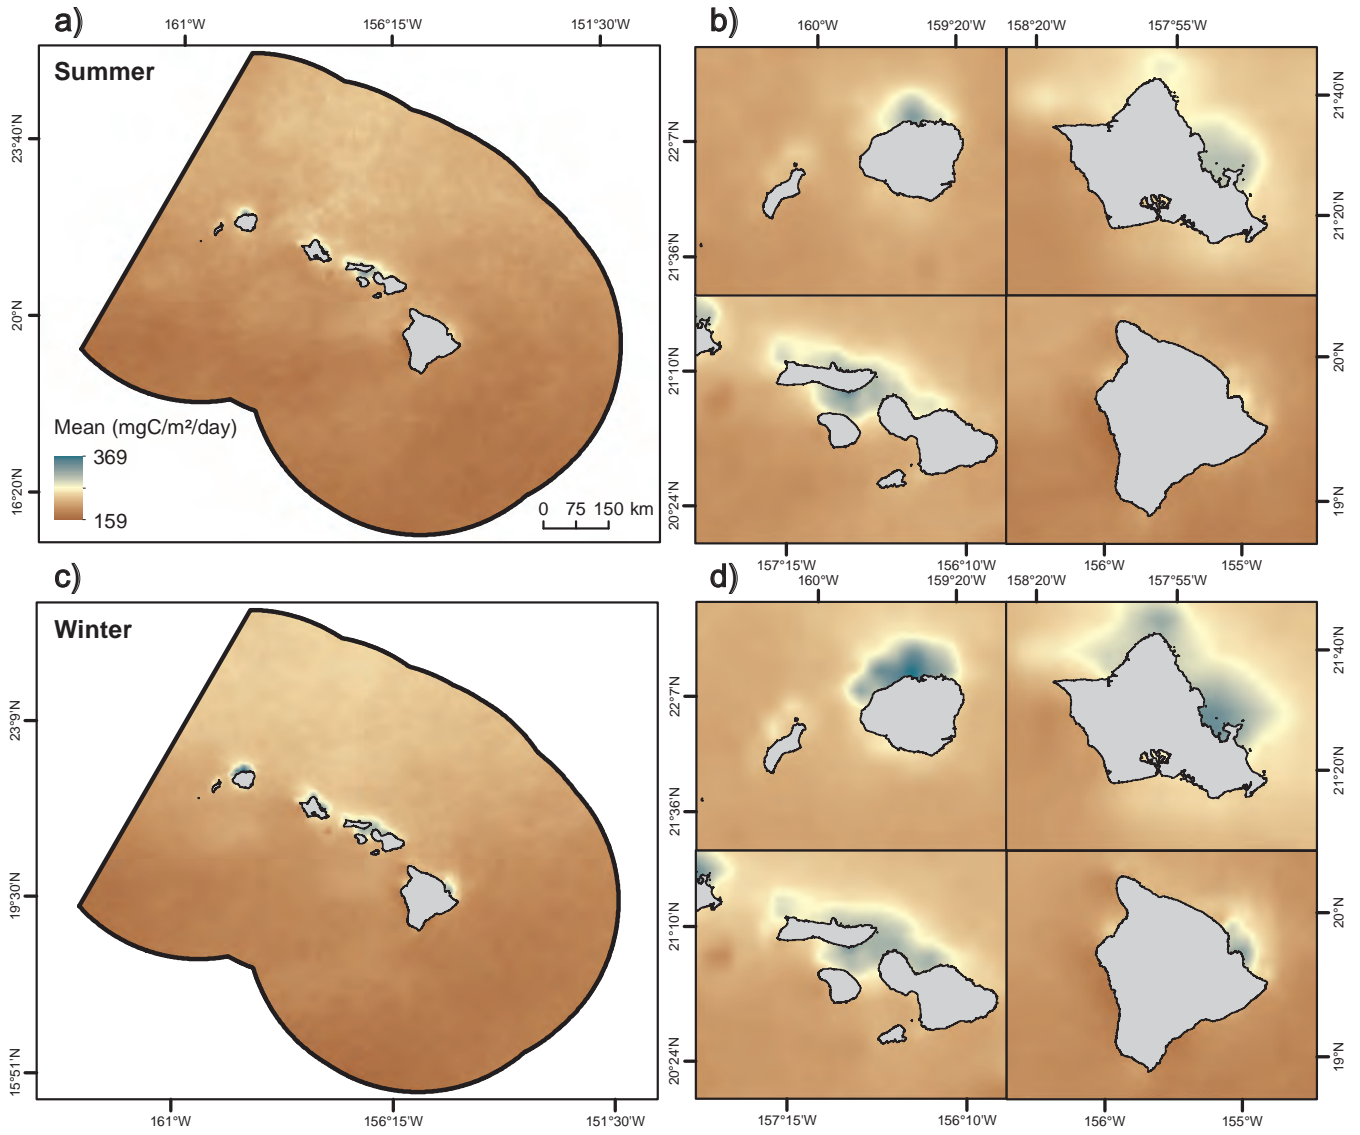 a)
161°W 156°15'W 151°30'W
Summer
23°40'N
20°N
16°20'N
Mean (mgC/m²/day)
369
159
0 75 150 km
b)
160°W 159°20'W 158°20'W 157°55'W
22°7'N
21°36'N
21°40'N
21°20'N
21°10'N
20°24'N
20°N
19°N
157°15'W 156°10'W 156°W 155°W
c)
Winter
23°9'N
19°30'N
15°51'N
161°W 156°15'W 151°30'W
d)
160°W 159°20'W 158°20'W 157°55'W
22°7'N
21°36'N
21°40'N
21°20'N
21°10'N
20°24'N
20°N
19°N
157°15'W 156°10'W 156°W 155°W